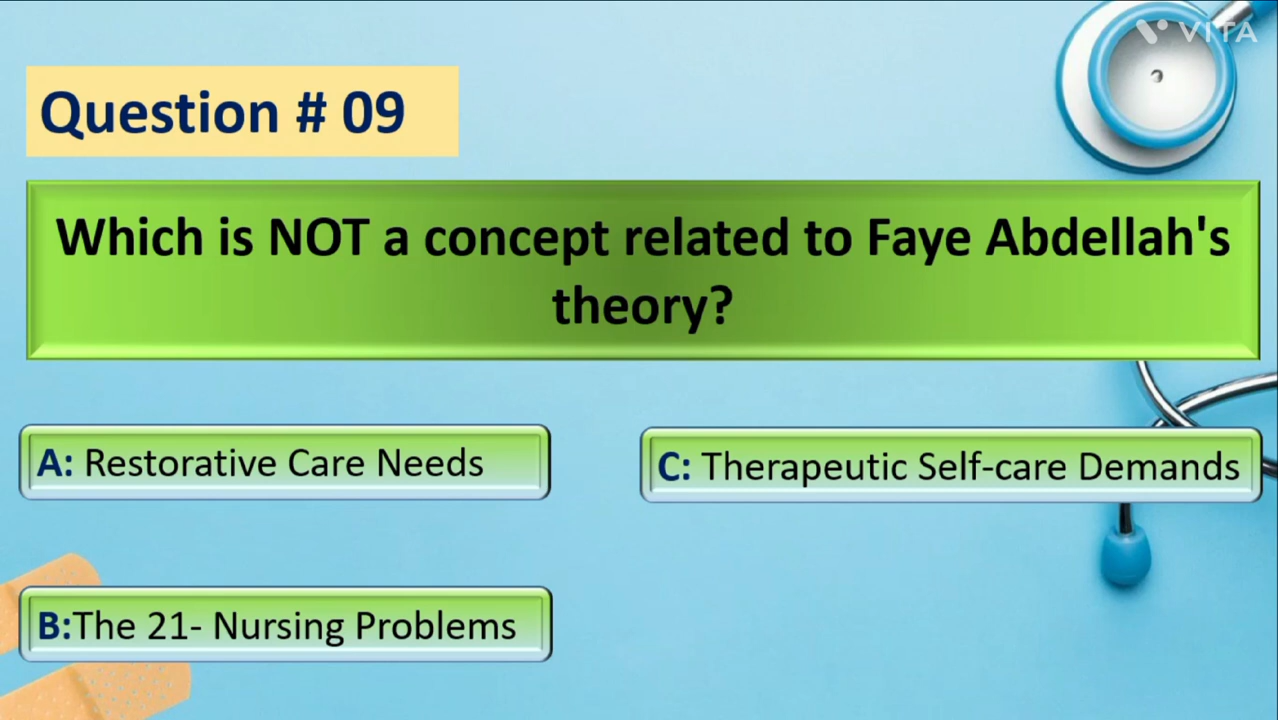 VITA
Question # 09
Which is NOT a concept related to Faye Abdellah's
theory?
A: Restorative Care Needs
C: Therapeutic Self-care Demands
B:The 21- Nursing Problems